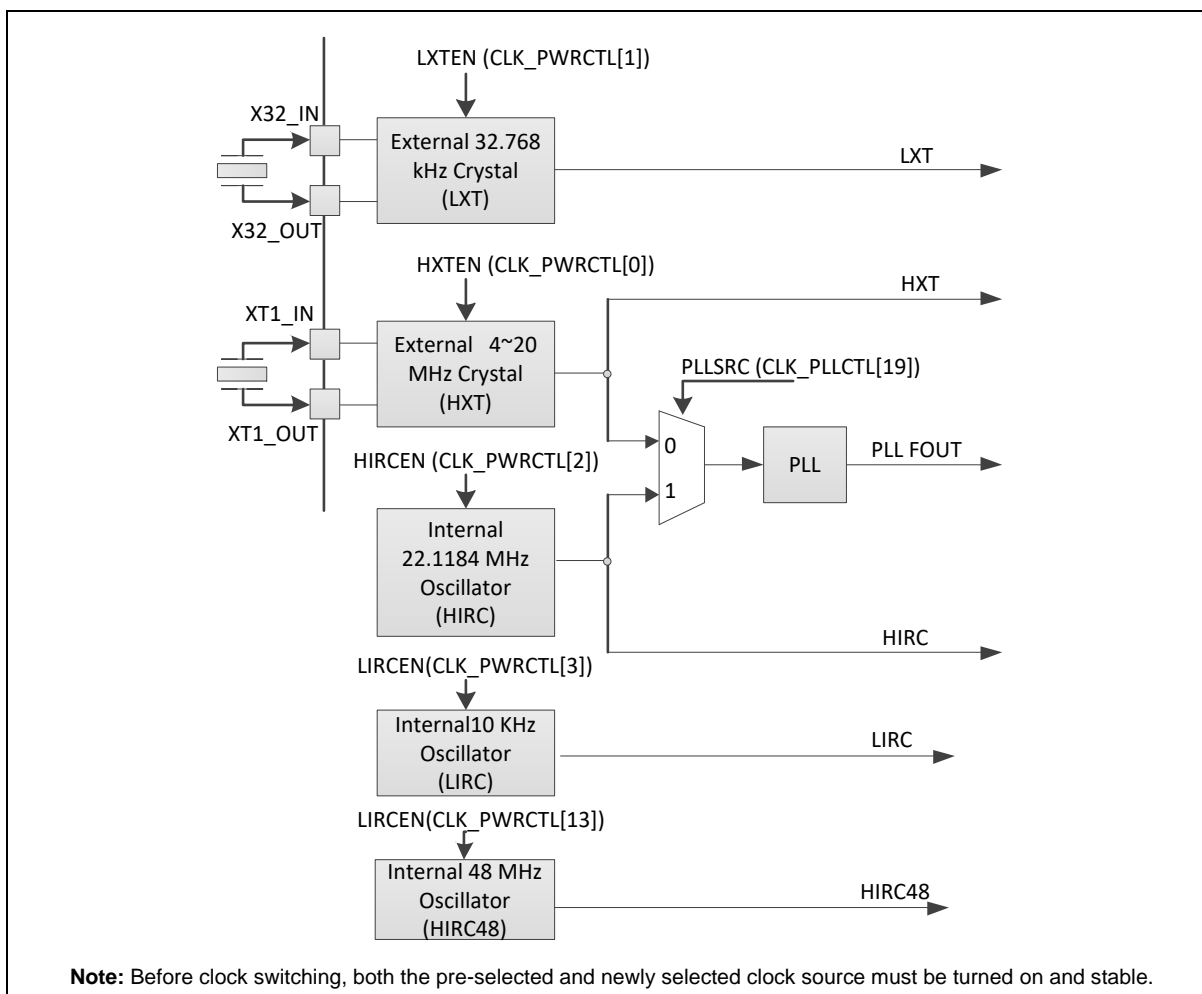 LXTEN (CLK_PWRCTL[1])
X32_IN
External 32.768
kHz Crystal
(LXT)
LXT
X32_OUT
HXTEN (CLK_PWRCTL[0])
HXT
XT1_IN
External 4~20
MHz Crystal
(HXT)
PLLSRC (CLK_PLLCTL[19])
XT1_OUT
0
1
PLL
PLL FOUT
HIRCEN (CLK_PWRCTL[2])
Internal
22.1184 MHz
Oscillator
(HIRC)
HIRC
LIRCEN(CLK_PWRCTL[3])
Internal10 KHz
Oscillator
(LIRC)
LIRC
LIRCEN(CLK_PWRCTL[13])
Internal 48 MHz
Oscillator
(HIRC48)
HIRC48
Note: Before clock switching, both the pre-selected and newly selected clock source must be turned on and stable.